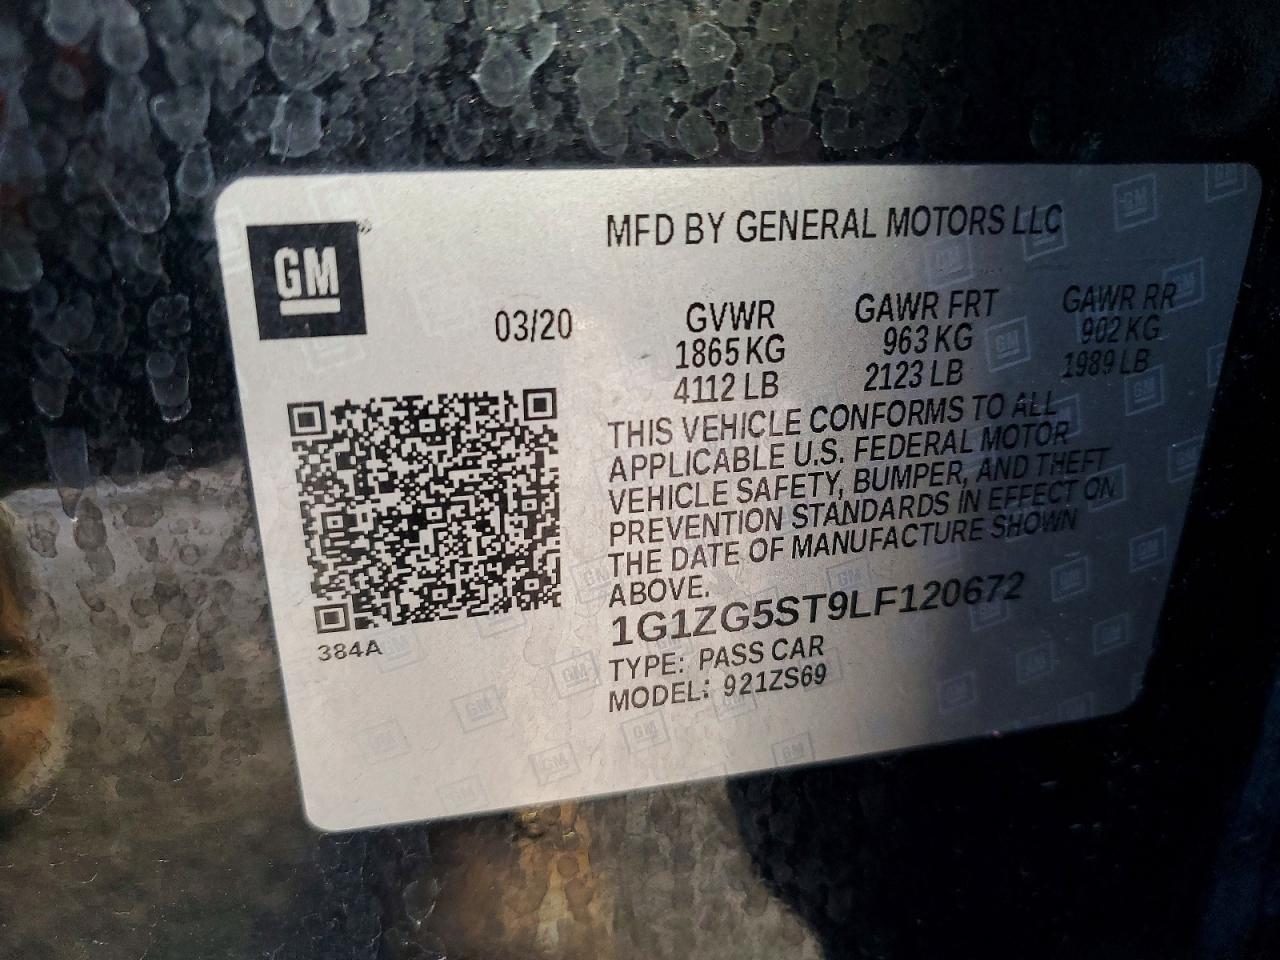 GM
MFD BY GENERAL MOTORS LLC
03/20
GVWR
1865 KG
4112 LB
GAWR FRT
963 KG
2123 LB
GAWR RR
902 KG
1989 LB
THIS VEHICLE CONFORMS TO ALL
APPLICABLE U.S. FEDERAL MOTOR
VEHICLE SAFETY, BUMPER, AND THEFT
PREVENTION STANDARDS IN EFFECT ON
THE DATE OF MANUFACTURE SHOWN
ABOVE.
1G1ZG5ST9LF120672
TYPE: PASS CAR
MODEL: 921ZS69
384A